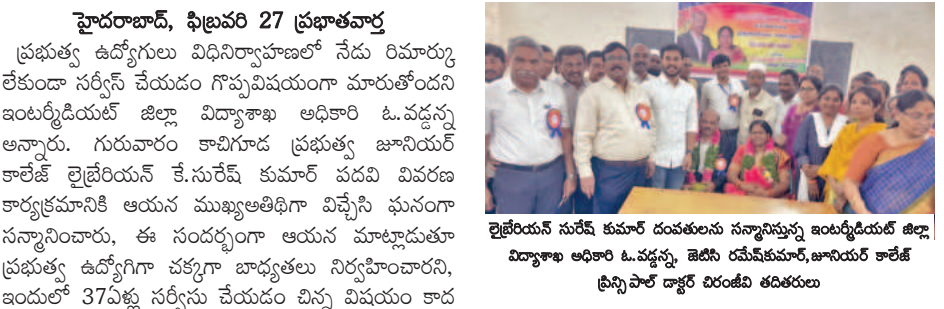 హైదరాబాద్, ఫిబ్రవరి 27 ప్రభాతవార్త
ప్రభుత్వ ఉద్యోగులు విధినిర్వాహణలో నేడు రిమార్కు
లేకుండా సర్వీస్ చేయడం గొప్పవిషయంగా మారుతోందని
ఇంటర్మీడియట్ జిల్లా విద్యాశాఖ అధికారి ఓ.వడ్డన్న
అన్నారు. గురువారం కాచిగూడ ప్రభుత్వ జూనియర్
కాలేజ్ లైబ్రేరియన్ కే.సురేష్ కుమార్ పదవి వివరణ
కార్యక్రమానికి ఆయన ముఖ్యఅతిథిగా విచ్చేసి ఘనంగా
సన్మానించారు, ఈ సందర్భంగా ఆయన మాట్లాడుతూ
ప్రభుత్వ ఉద్యోగిగా చక్కగా బాధ్యతలు నిర్వహించారని,
ఇందులో 37ఏళ్లు సర్వీసు చేయడం చిన్న విషయం కాద
లైబ్రేరియన్ సురేష్ కుమార్ దంపతులను సన్మానిస్తున్న ఇంటర్మీడియట్ జిల్లా
విద్యాశాఖ అధికారి ఓ.వడ్డన్న, జెటిసి రమేష్‌కుమార్,జూనియర్ కాలేజ్
ప్రిన్సిపాల్ డాక్టర్ చిరంజీవి తదితరులు